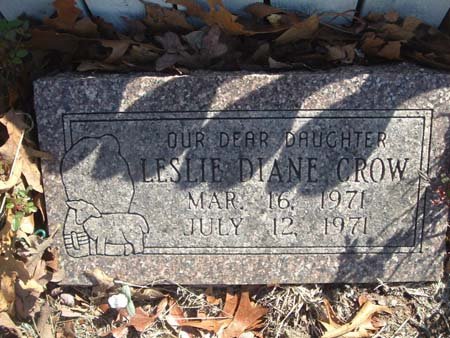 OUR DEAR DAUGHTER
LESLIE DIANE CROW
MAR. 16, 1971
JULY 12, 1971